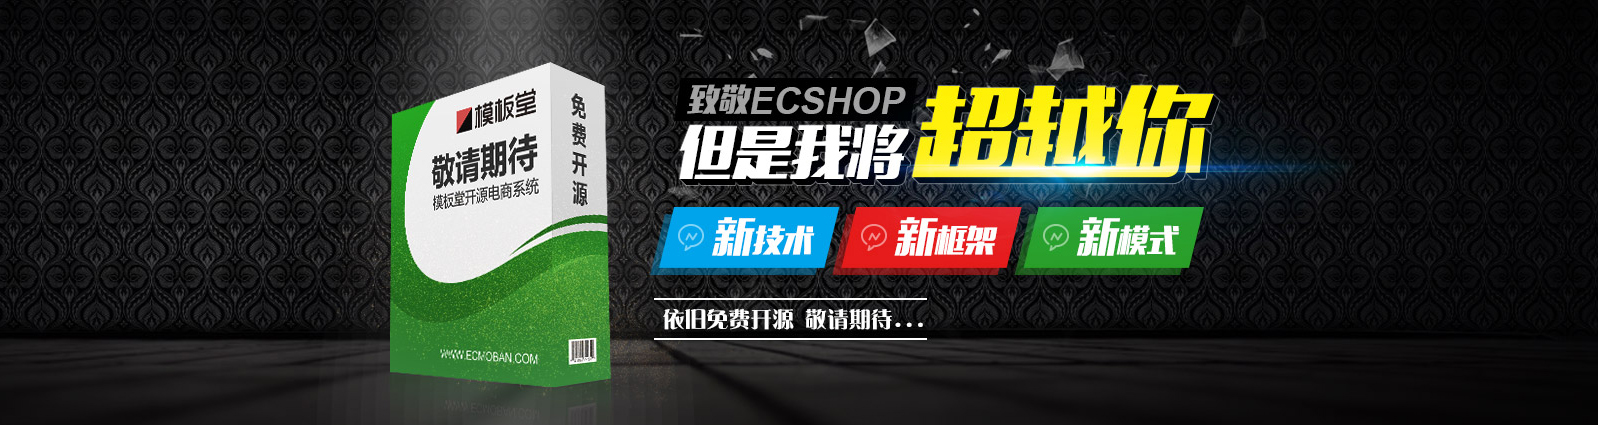 模板堂
敬请期待
模板堂开源电商系统
免费开源
WWW.ECMOBAN.COM
致敬ECSHOP
但是我将超越你
新技术
新框架
新模式
依旧免费开源 敬请期待...